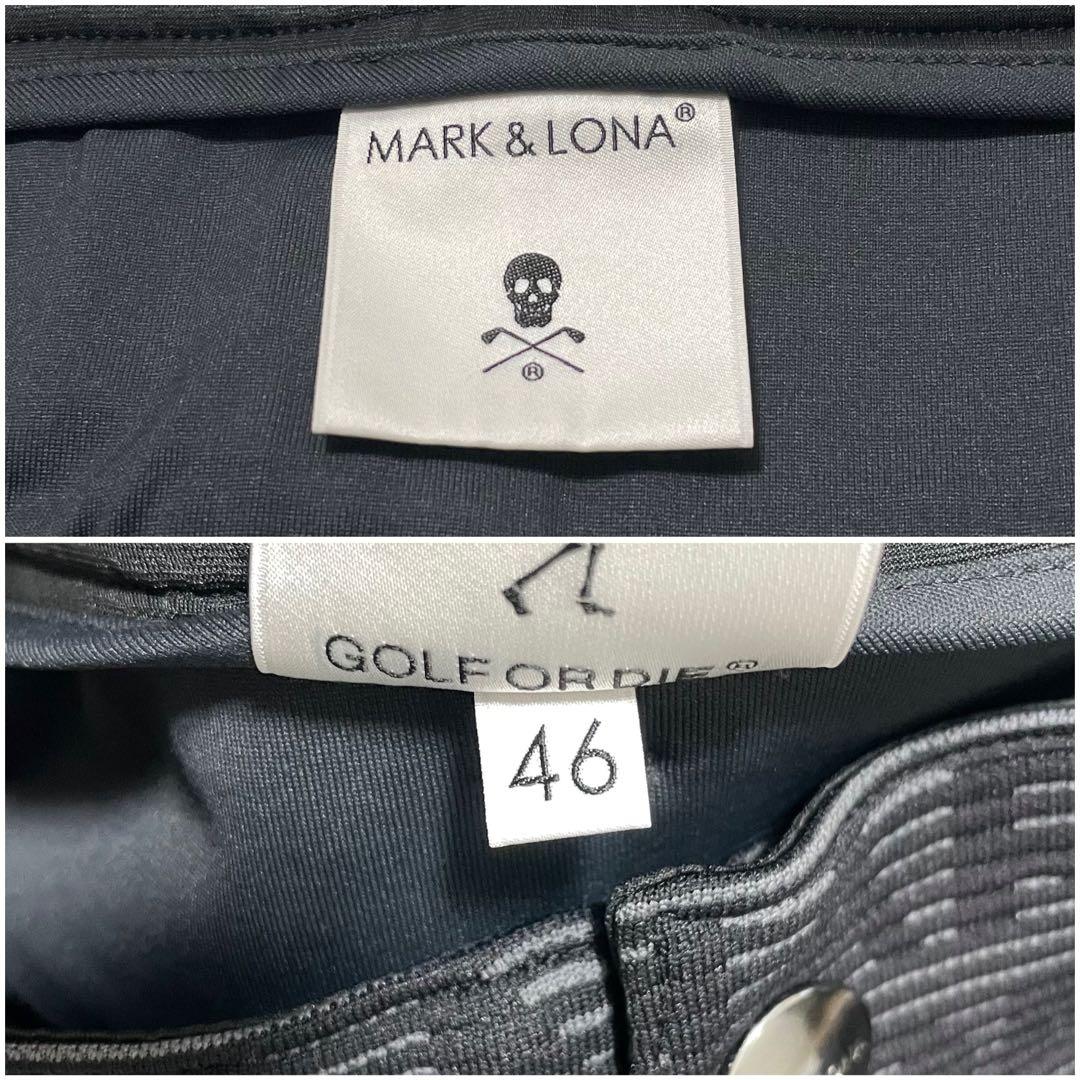 MARK & LONA®
®
GOLF OR DIE®
46